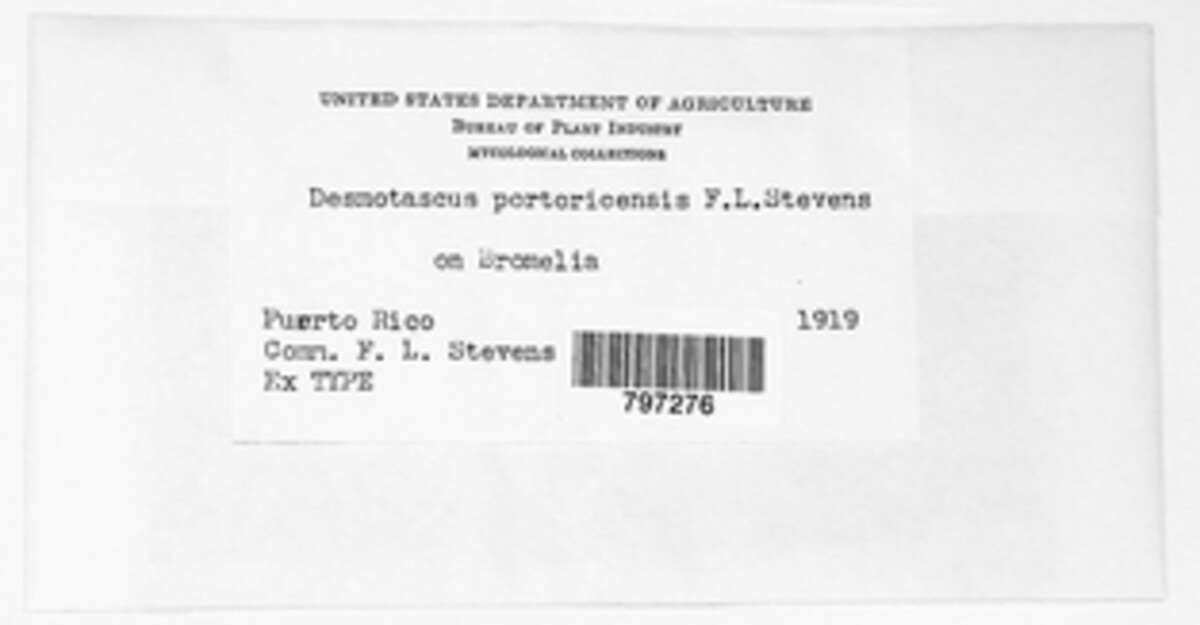 UNITED STATES DEPARTMENT OF AGRICULTURE
BUREAU OF PLANT INDUSTRY
MYCOLOGICAL COLLECTIONS
Desmotascus portoricensis F.L.Stevens
on Bromelia
Puerto Rico 1919
Comm. F. L. Stevens
Ex TYPE
797276